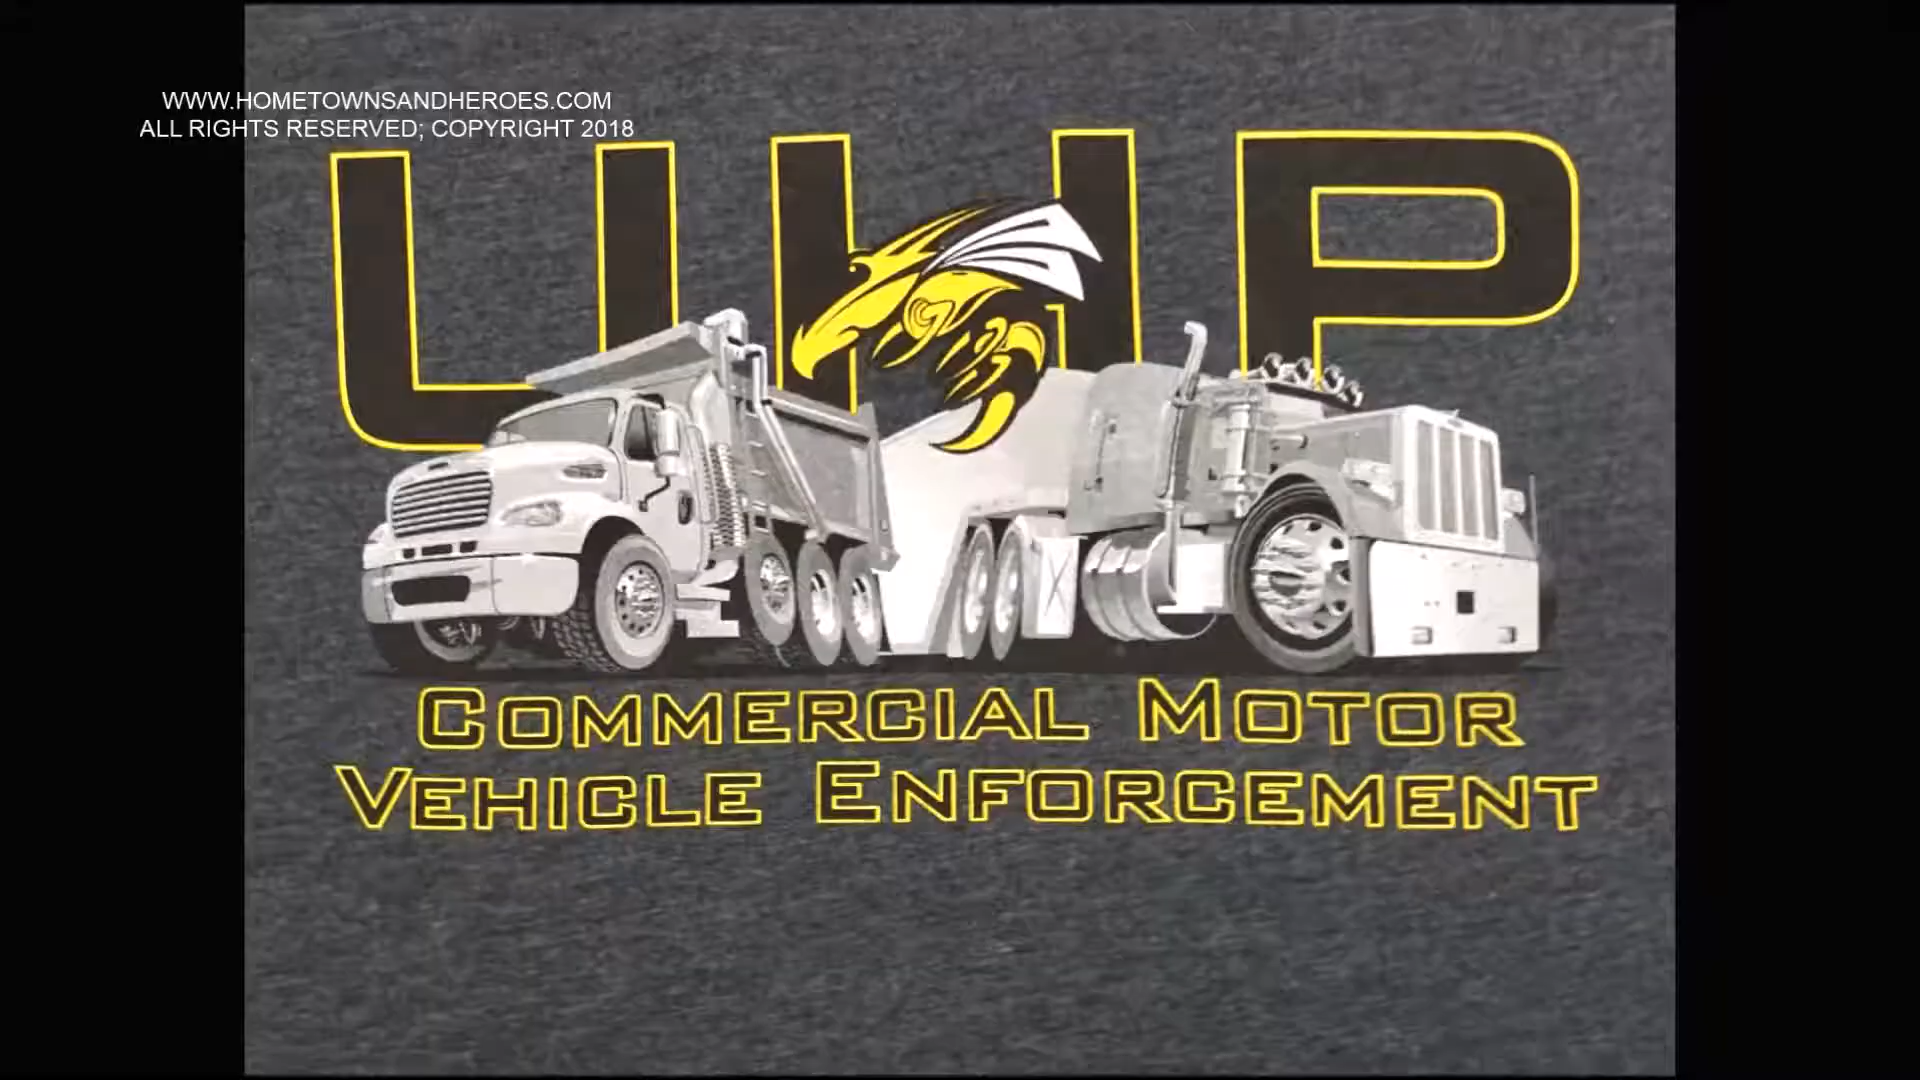 WWW.HOMETOWNSANDHEROES.COM
ALL RIGHTS RESERVED; COPYRIGHT 2018
UHP
COMMERCIAL MOTOR
VEHICLE ENFORCEMENT